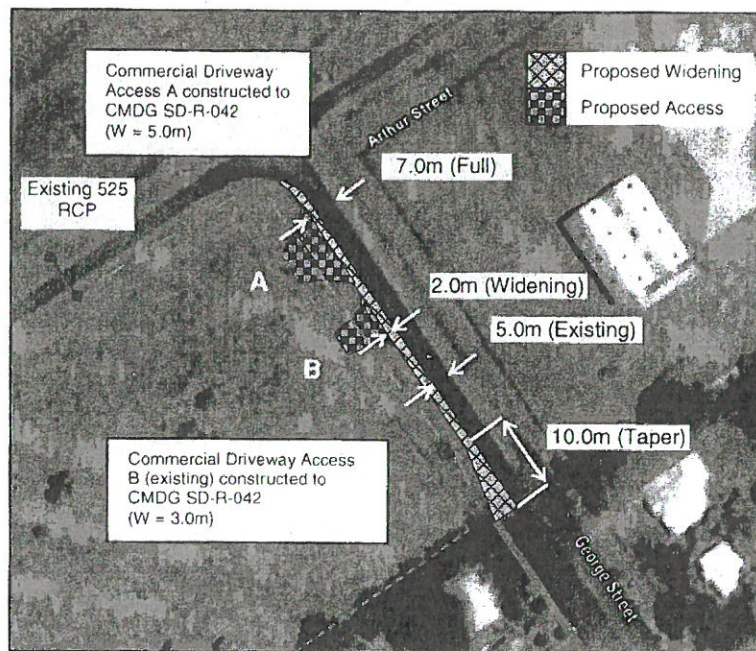 Commercial Driveway
Access A constructed to
CMDG SD-R-042
(W = 5.0m)
Proposed Widening
Proposed Access
Arthur Street
7.0m (Full)
Existing 525
RCP
A
2.0m (Widening)
5.0m (Existing)
B
10.0m (Taper)
Commercial Driveway Access
B (existing) constructed to
CMDG SD-R-042
(W = 3.0m)
George Street